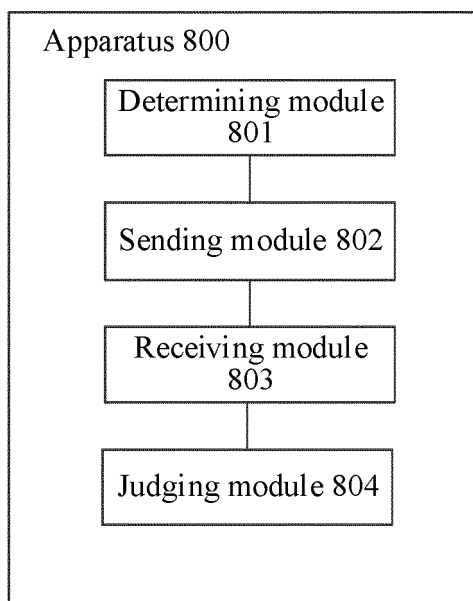 Apparatus 800
Determining module
801
Sending module 802
Receiving module
803
Judging module 804